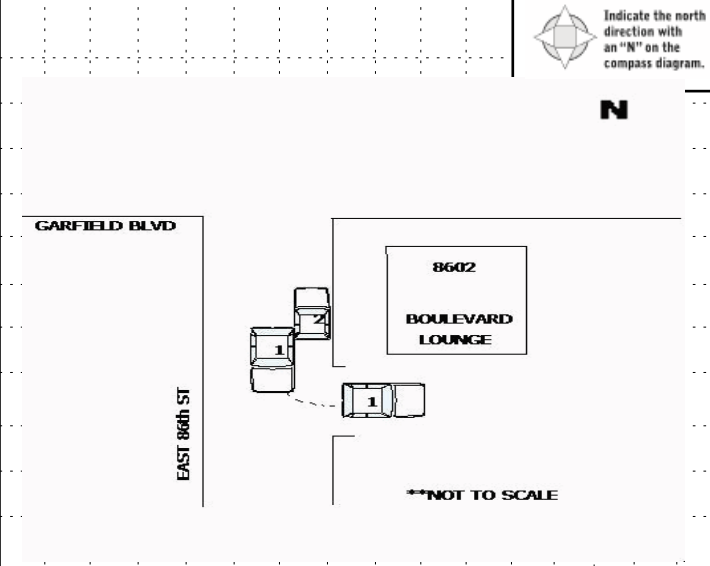 Indicate the north
direction with
an "N" on the
compass diagram.
N
GARFIELD BLVD
8602
BOULEVARD
LOUNGE
2
1
1
EAST 86th ST
**NOT TO SCALE